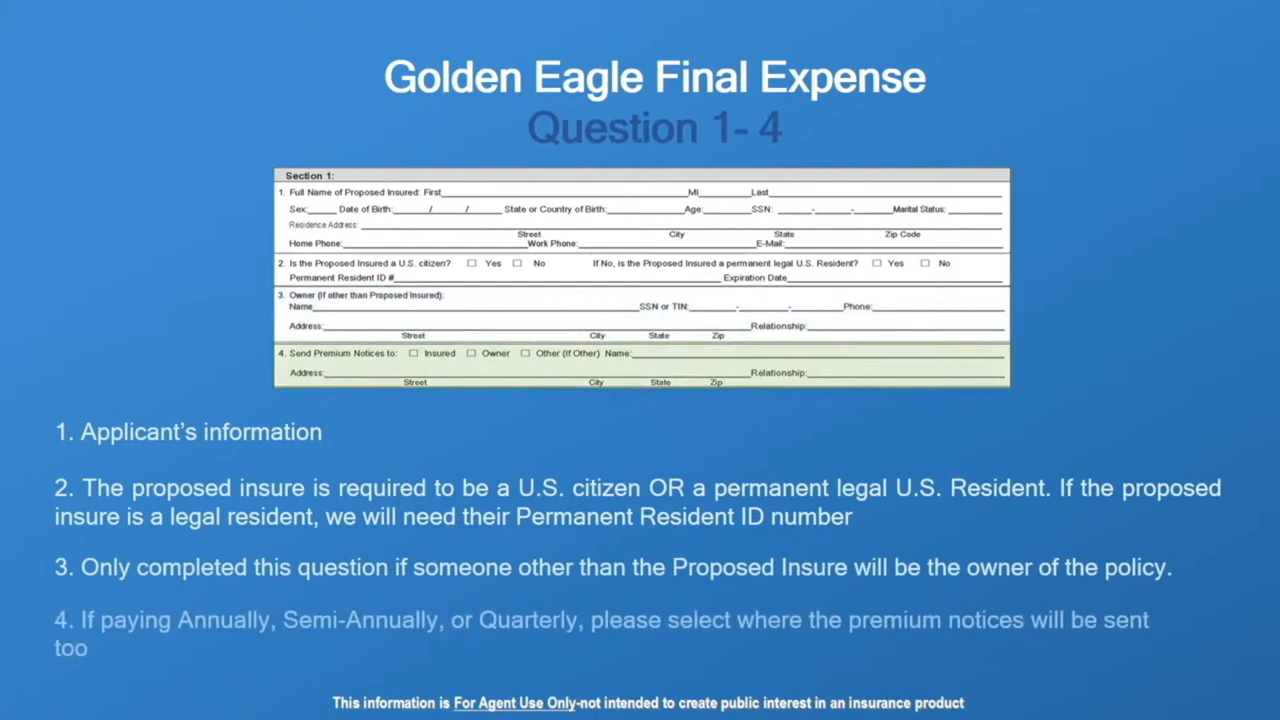 Golden Eagle Final Expense
Question 1- 4
Section 1:
1. Full Name of Proposed Insured: First MI Last
Sex: Date of Birth: / / State or Country of Birth: Age: SSN: - - Marital Status:
Residence Address:
Street City State Zip Code
Home Phone: Work Phone: E-Mail:
2. Is the Proposed Insured a U.S. citizen? ☐ Yes ☐ No If No, is the Proposed Insured a permanent legal U.S. Resident? ☐ Yes ☐ No
Permanent Resident ID # Expiration Date
3. Owner (If other than Proposed Insured):
Name SSN or TIN: - - Phone:
Address: Relationship:
Street City State Zip
4. Send Premium Notices to: ☐ Insured ☐ Owner ☐ Other (If Other) Name:
Address: Relationship:
Street City State Zip
1. Applicant’s information
2. The proposed insure is required to be a U.S. citizen OR a permanent legal U.S. Resident. If the proposed
insure is a legal resident, we will need their Permanent Resident ID number
3. Only completed this question if someone other than the Proposed Insure will be the owner of the policy.
4. If paying Annually, Semi-Annually, or Quarterly, please select where the premium notices will be sent
too
This information is For Agent Use Only-not intended to create public interest in an insurance product